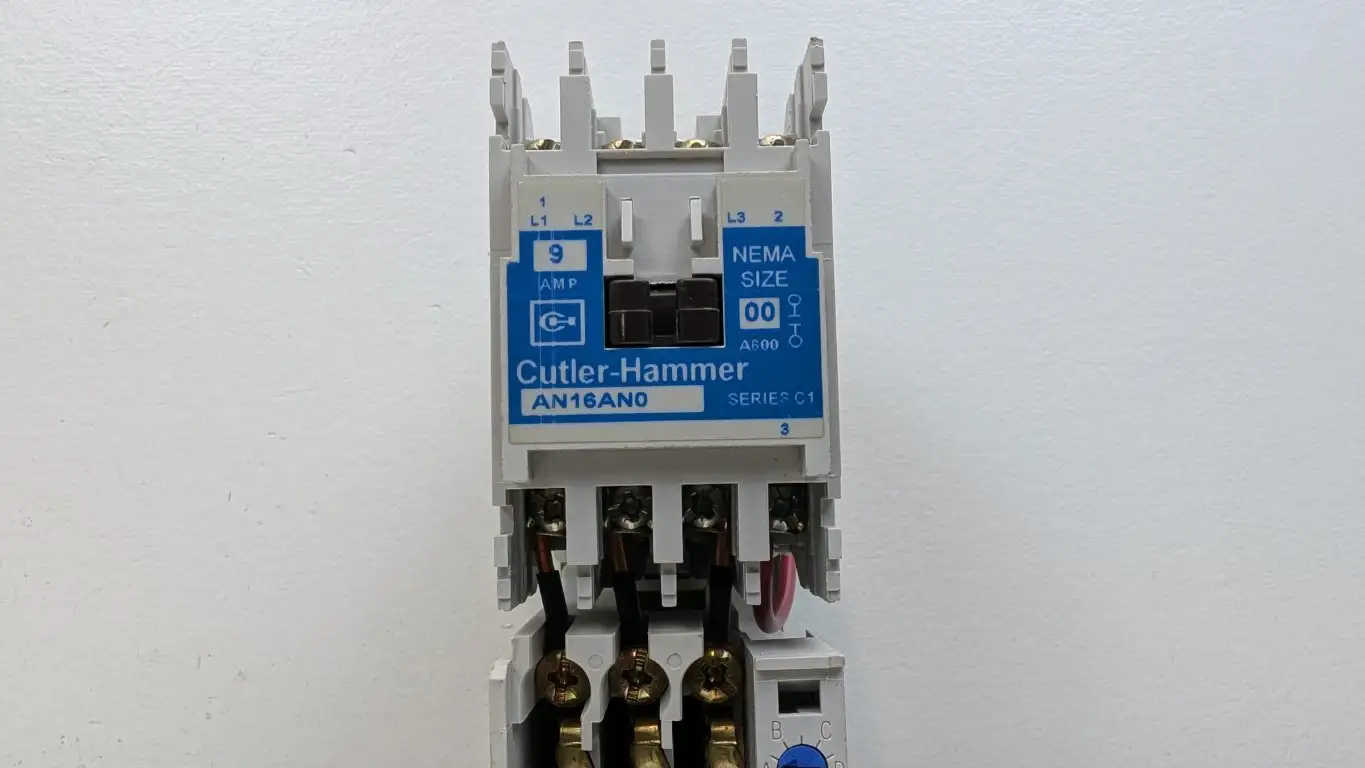 1
L1 L2
L3 2
9
AMP
NEMA
SIZE
00
A600
Cutler-Hammer
AN16AN0
SERIES C1
3
B C
A D